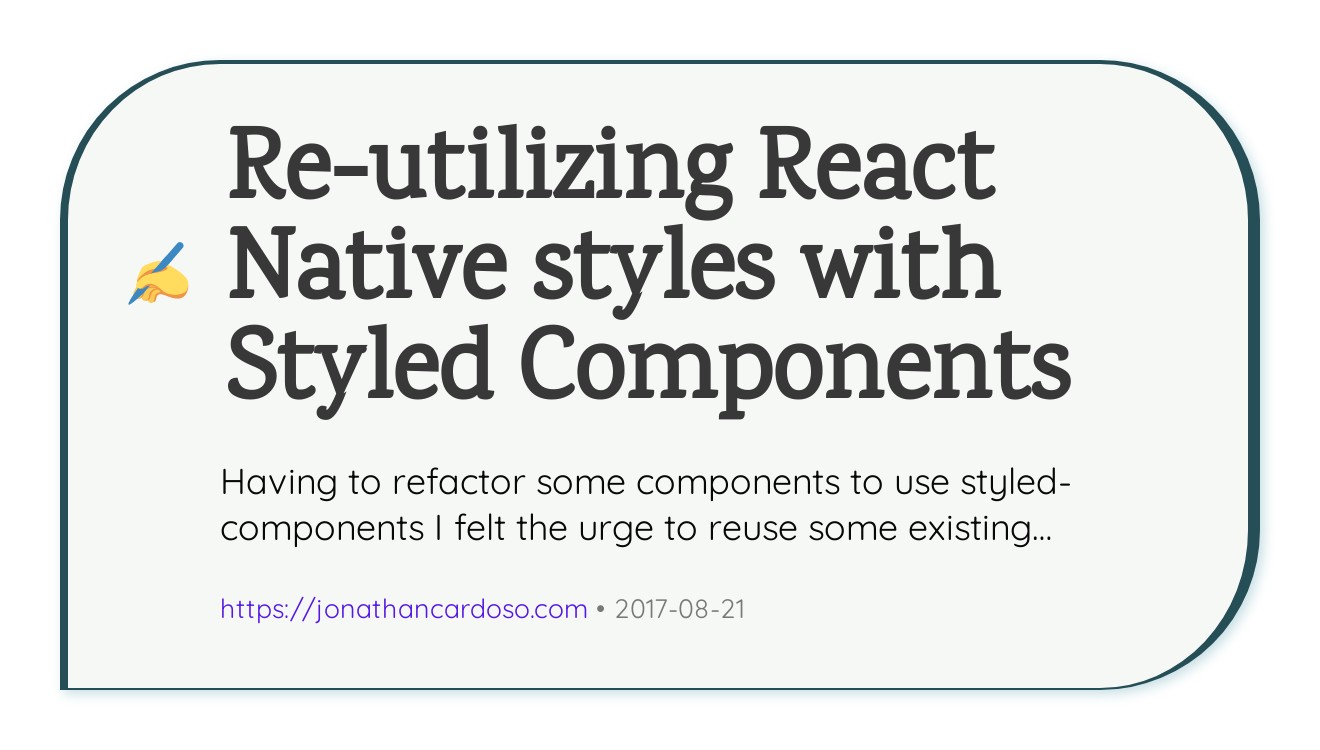 Re-utilizing React
Native styles with
Styled Components
Having to refactor some components to use styled-
components I felt the urge to reuse some existing...
https://jonathancardoso.com • 2017-08-21